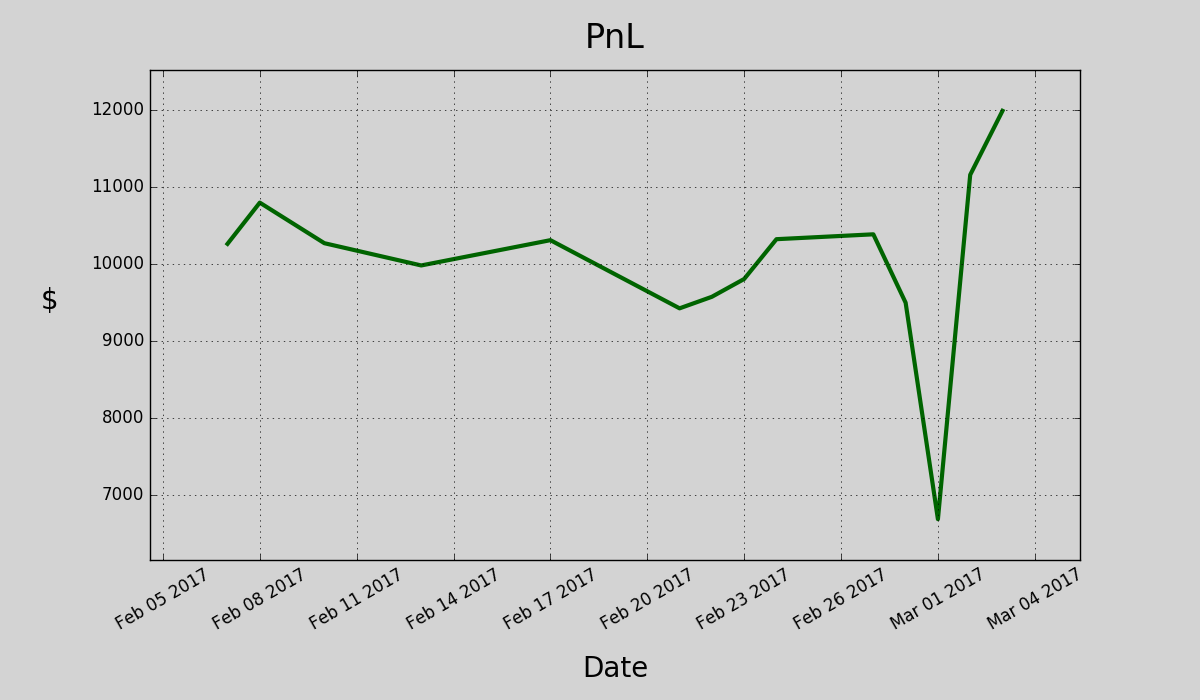 PnL
12000
11000
10000
9000
8000
7000
$
Feb 05 2017
Feb 08 2017
Feb 11 2017
Feb 14 2017
Feb 17 2017
Feb 20 2017
Feb 23 2017
Feb 26 2017
Mar 01 2017
Mar 04 2017
Date